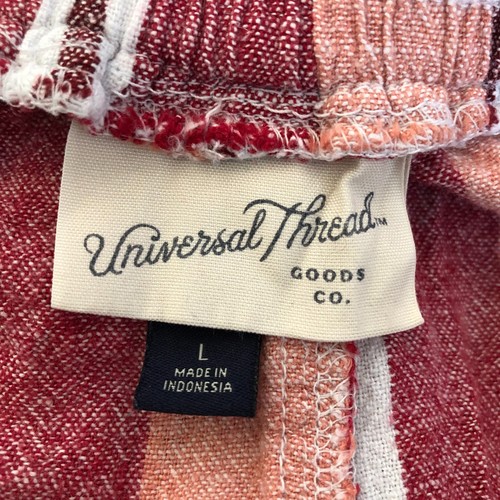 Universal Thread™
GOODS
CO.
L
MADE IN
INDONESIA